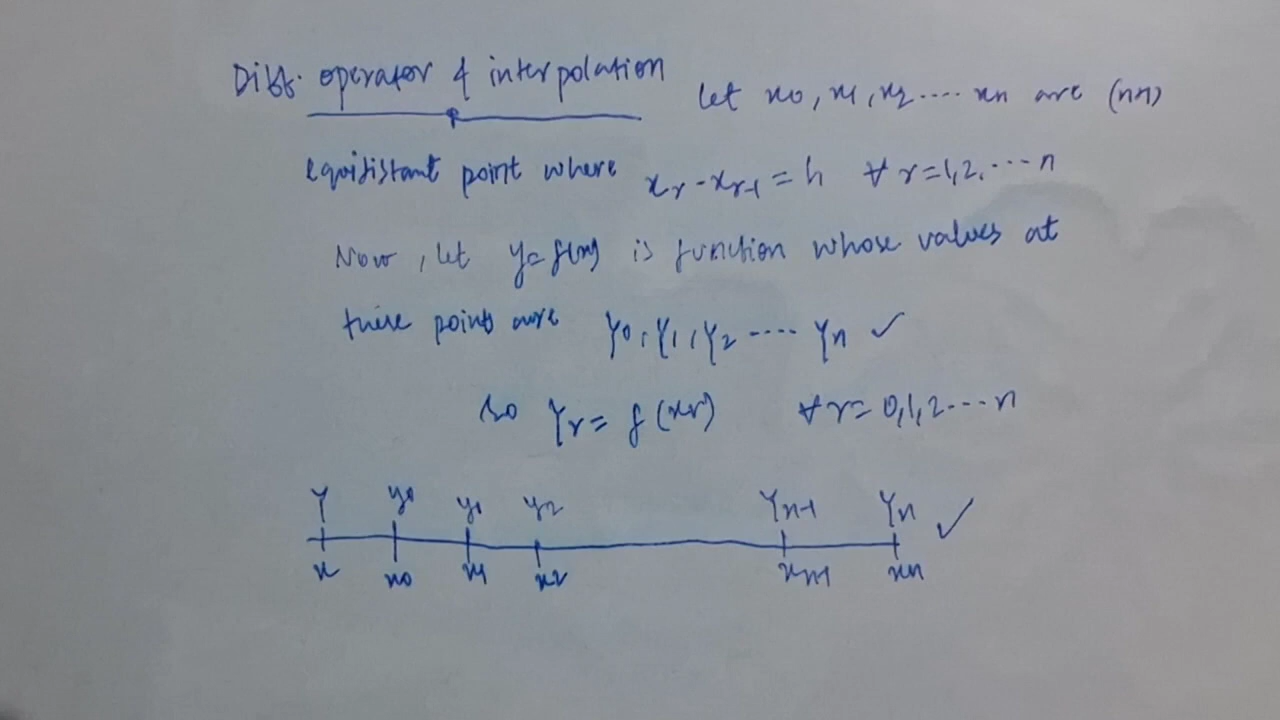 Diff. operator & interpolation
let x0, x1, x2 .... xn are (n+1)
equidistant point where xr - xr-1 = h ∀ r=1,2,...n
Now, let y=f(x) is function whose values at
these points are Y0, Y1, Y2 .... Yn ✓
so Yr = f(xr) ∀ r= 0,1,2...n
Y y0 y1 y2 Yn-1 Yn ✓
x x0 x1 x2 xn-1 xn